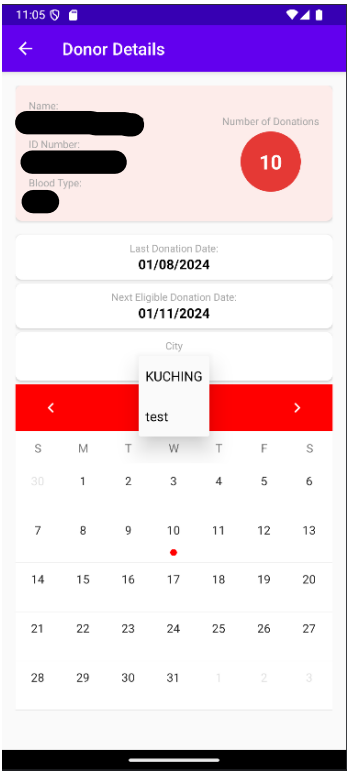 11:05
Donor Details
Name:
Number of Donations
ID Number:
10
Blood Type:
Last Donation Date:
01/08/2024
Next Eligible Donation Date:
01/11/2024
City
KUCHING
test
S M T W T F S
30 1 2 3 4 5 6
7 8 9 10 11 12 13
14 15 16 17 18 19 20
21 22 23 24 25 26 27
28 29 30 31 1 2 3